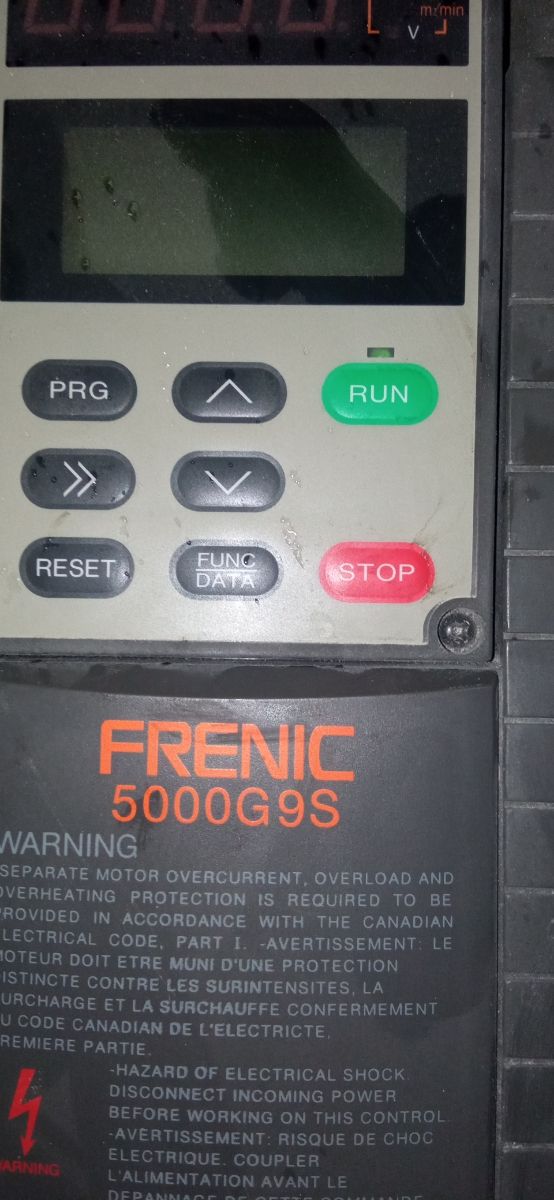 m/min
V
PRG
RUN
RESET
FUNC
DATA
STOP
FRENIC
5000G9S
WARNING
SEPARATE MOTOR OVERCURRENT, OVERLOAD AND
OVERHEATING PROTECTION IS REQUIRED TO BE
PROVIDED IN ACCORDANCE WITH THE CANADIAN
ELECTRICAL CODE, PART I. -AVERTISSEMENT: LE
MOTEUR DOIT ETRE MUNI D'UNE PROTECTION
DISTINCTE CONTRE LES SURINTENSITES, LA
SURCHARGE ET LA SURCHAUFFE CONFERMEMENT
AU CODE CANADIAN DE L'ELECTRICTE,
PREMIERE PARTIE.
-HAZARD OF ELECTRICAL SHOCK.
DISCONNECT INCOMING POWER
BEFORE WORKING ON THIS CONTROL.
-AVERTISSEMENT: RISQUE DE CHOC
ELECTRIQUE. COUPLER
WARNING
L'ALIMENTATION AVANT LE
DEPANNAGE DE CETTE COMMANDE